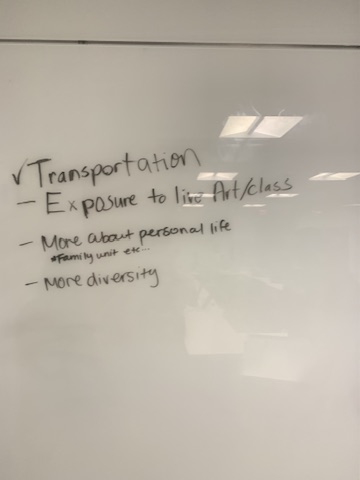 ✓Transportation
- Exposure to live Art/class
- More about personal life
*Family unit etc...
- More diversity